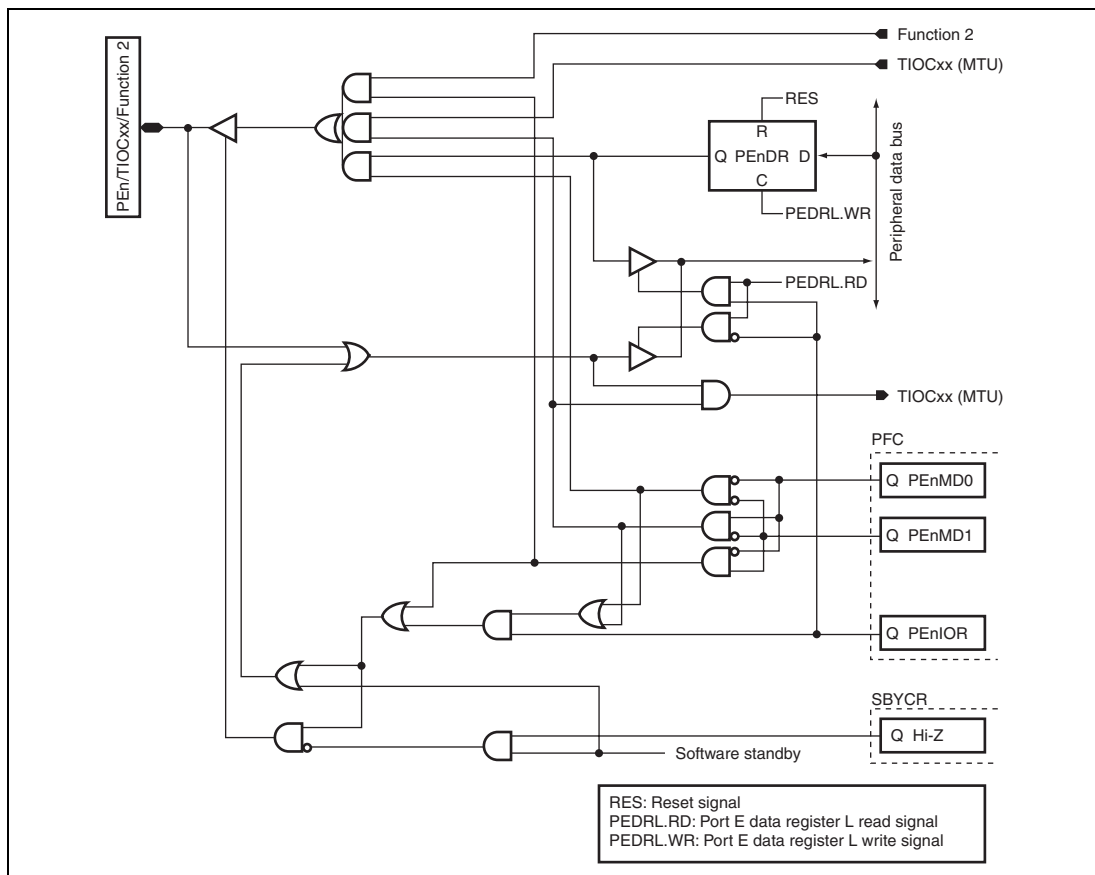 PEn/TIOCxx/Function 2
Function 2
TIOCxx (MTU)
RES
R
Q PEnDR D
C
PEDRL.WR
Peripheral data bus
PEDRL.RD
TIOCxx (MTU)
PFC
Q PEnMD0
Q PEnMD1
Q PEnIOR
SBYCR
Q Hi-Z
Software standby
RES: Reset signal
PEDRL.RD: Port E data register L read signal
PEDRL.WR: Port E data register L write signal